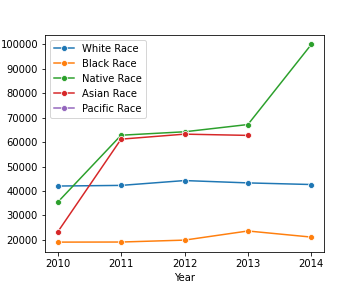 100000
90000
80000
70000
60000
50000
40000
30000
20000
White Race
Black Race
Native Race
Asian Race
Pacific Race
2010 2011 2012 2013 2014
Year